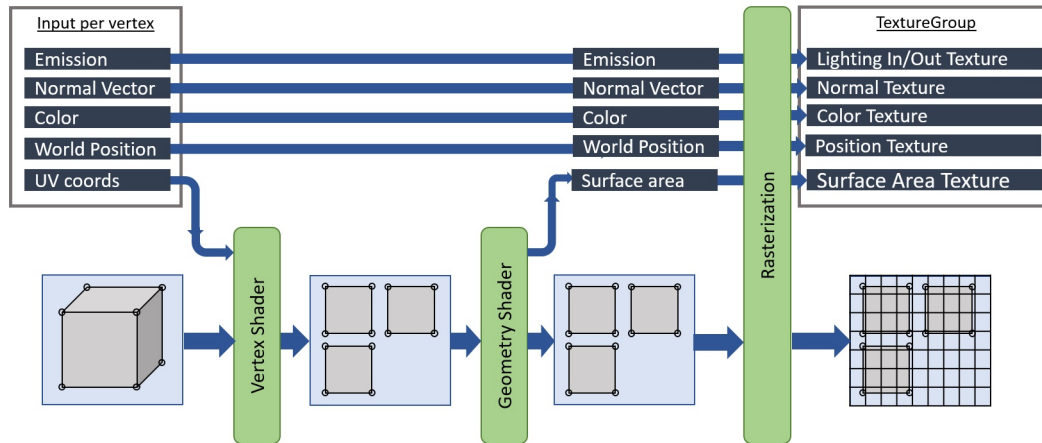 Input per vertex
Emission
Normal Vector
Color
World Position
UV coords
Emission
Normal Vector
Color
World Position
Surface area
TextureGroup
Lighting In/Out Texture
Normal Texture
Color Texture
Position Texture
Surface Area Texture
Vertex Shader
Geometry Shader
Rasterization